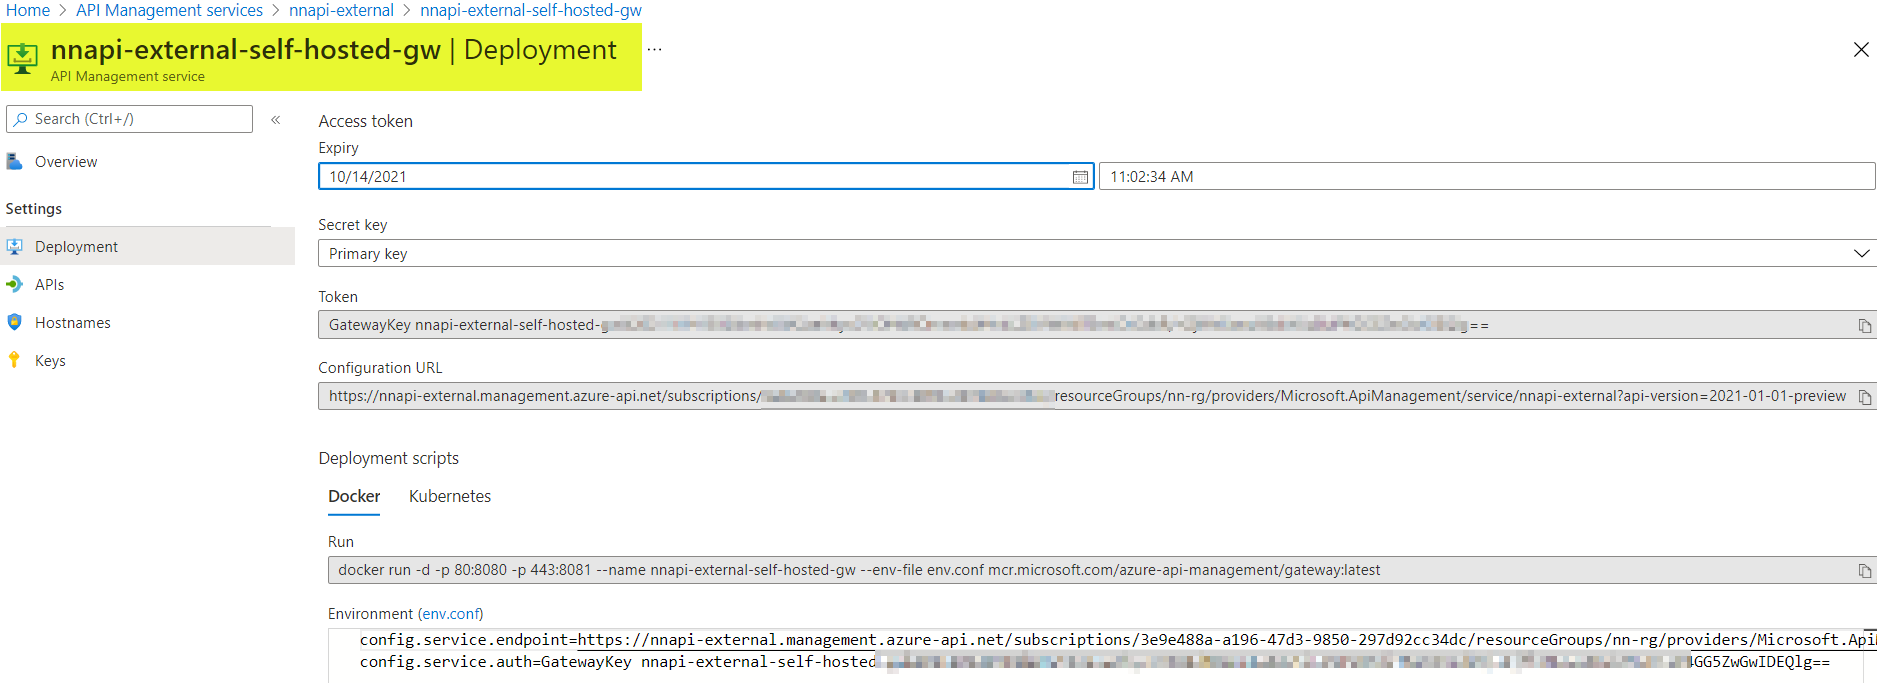 Home > API Management services > nnapi-external > nnapi-external-self-hosted-gw
nnapi-external-self-hosted-gw | Deployment ...
API Management service
Search (Ctrl+/)
«
Overview
Settings
Deployment
APIs
Hostnames
Keys
Access token
Expiry
10/14/2021
11:02:34 AM
Secret key
Primary key
Token
GatewayKey nnapi-external-self-hosted- ==
Configuration URL
https://nnapi-external.management.azure-api.net/subscriptions/ resourceGroups/nn-rg/providers/Microsoft.ApiManagement/service/nnapi-external?api-version=2021-01-01-preview
Deployment scripts
Docker Kubernetes
Run
docker run -d -p 80:8080 -p 443:8081 --name nnapi-external-self-hosted-gw --env-file env.conf mcr.microsoft.com/azure-api-management/gateway:latest
Environment (env.conf)
config.service.endpoint=https://nnapi-external.management.azure-api.net/subscriptions/3e9e488a-a196-47d3-9850-297d92cc34dc/resourceGroups/nn-rg/providers/Microsoft.Api
config.service.auth=GatewayKey nnapi-external-self-hosted GG5ZwGwIDEQlg==